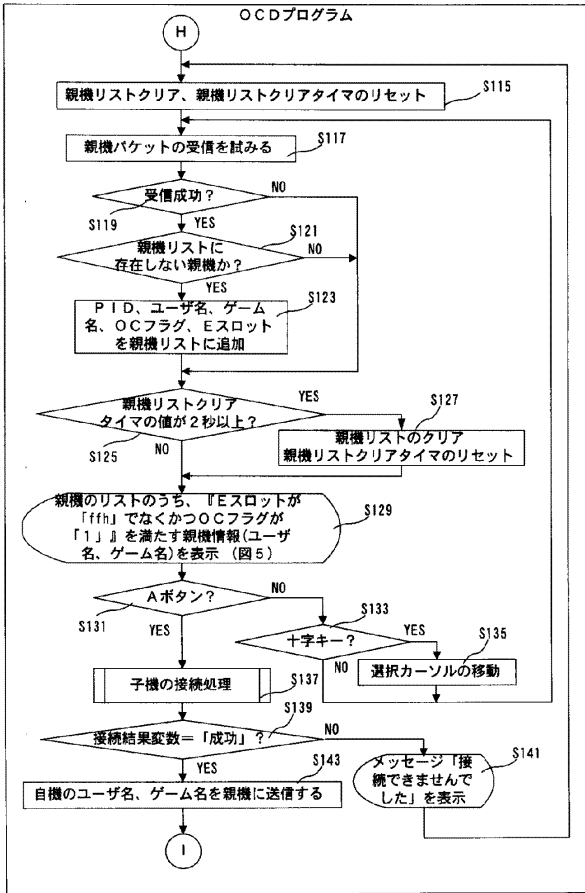 OCDプログラム
H
親機リストクリア、親機リストクリアタイマのリセット
S115
親機パケットの受信を試みる
S117
受信成功?
NO
S119
YES
S121
親機リストに
存在しない親機か?
NO
YES
S123
PID、ユーザ名、ゲーム
名、OCフラグ、Eスロット
を親機リストに追加
親機リストクリア
タイマの値が2秒以上?
YES
S125
NO
S127
親機リストのクリア
親機リストクリアタイマのリセット
親機のリストのうち、『Eスロットが
「ffh」でなくかつOCフラグが
「1」』を満たす親機情報(ユーザ
名、ゲーム名)を表示 (図5)
S129
Aボタン?
NO
S131
YES
S133
十字キー?
YES
NO
S135
選択カーソルの移動
子機の接続処理
S137
S139
接続結果変数=「成功」?
NO
YES
S141
メッセージ「接
続できませんで
した」を表示
S143
自機のユーザ名、ゲーム名を親機に送信する
I